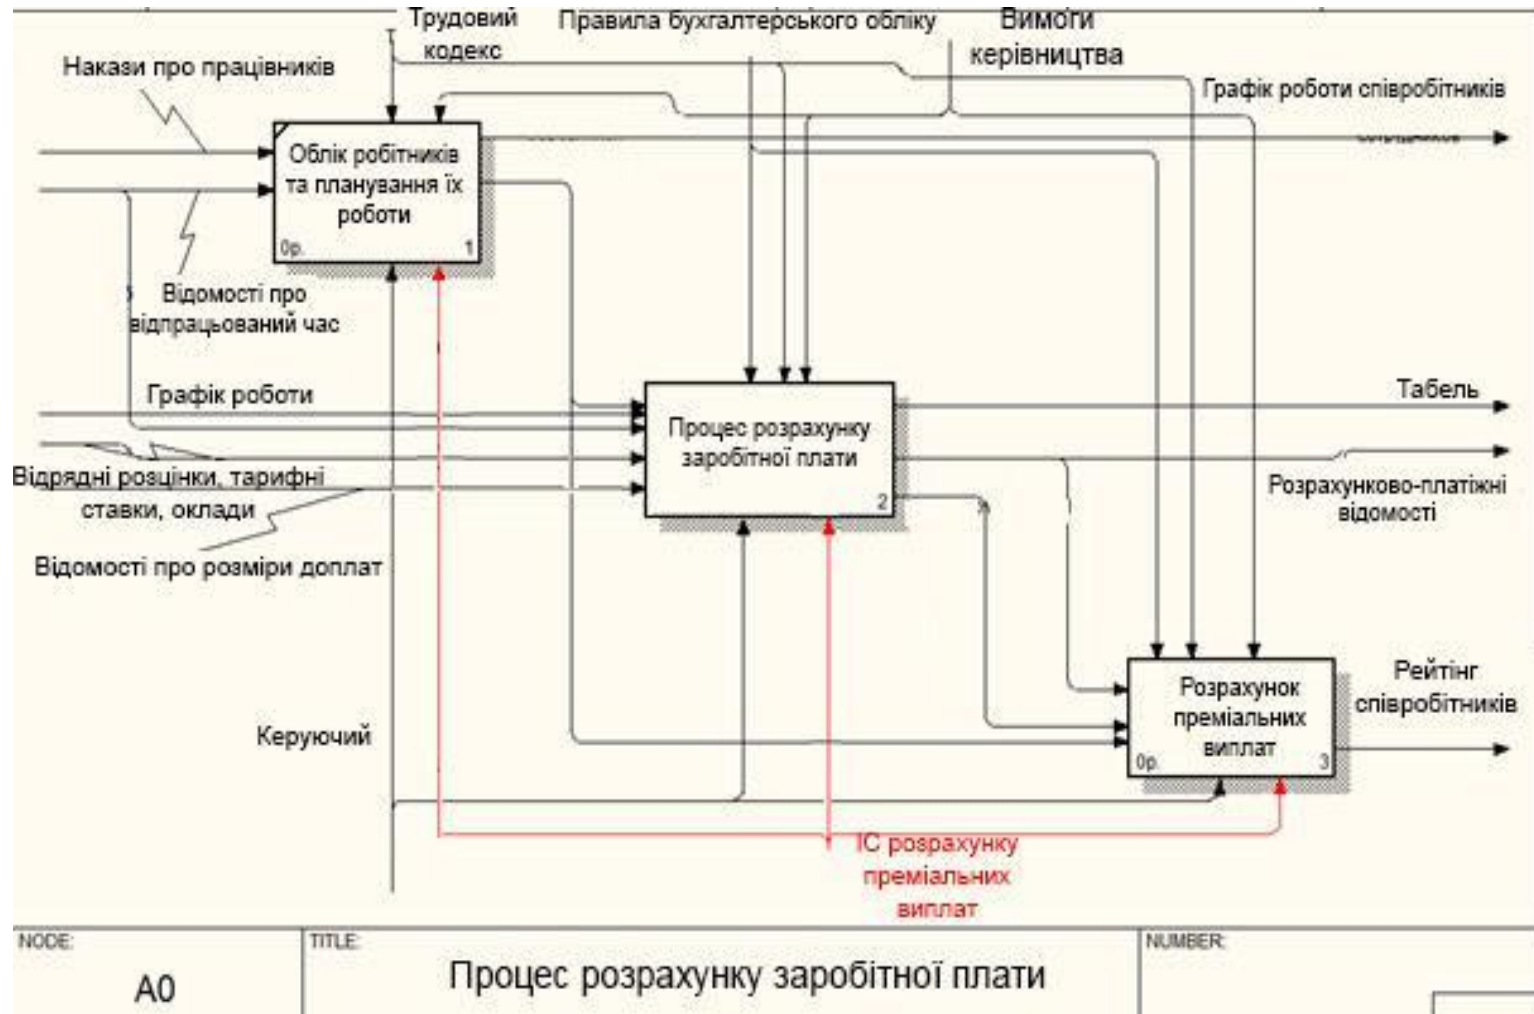 Трудовий
кодекс
Правила бухгалтерського обліку
Вимоги
керівництва
Накази про працівників
Графік роботи співробітників
Облік робітників
та планування їх
роботи
0р.
1
Відомості про
відпрацьований час
Графік роботи
Табель
Процес розрахунку
заробітної плати
2
Відрядні розцінки, тарифні
ставки, оклади
Розрахунково-платіжні
відомості
Відомості про розміри доплат
Розрахунок
преміальних
виплат
0р.
3
Рейтінг
співробітників
Керуючий
ІС розрахунку
преміальних
виплат
NODE:
A0
TITLE:
Процес розрахунку заробітної плати
NUMBER: